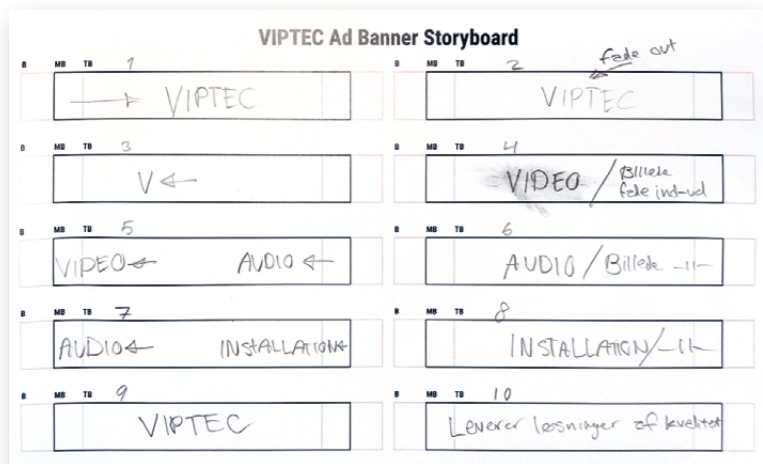 VIPTEC Ad Banner Storyboard
B MB TB 1
→ VIPTEC
B MB TB 2 fade out
VIPTEC
B MB TB 3
V ←
B MB TB 4
VIDEO / Billede
fade ind-ud
B MB TB 5
VIDEO ← AUDIO ←
B MB TB 6
AUDIO / Billede -11-
B MB TB 7
AUDIO ← INSTALLATION ←
B MB TB 8
INSTALLATION / -11-
B MB TB 9
VIPTEC
B MB TB 10
Leverer løsninger af kvalitet